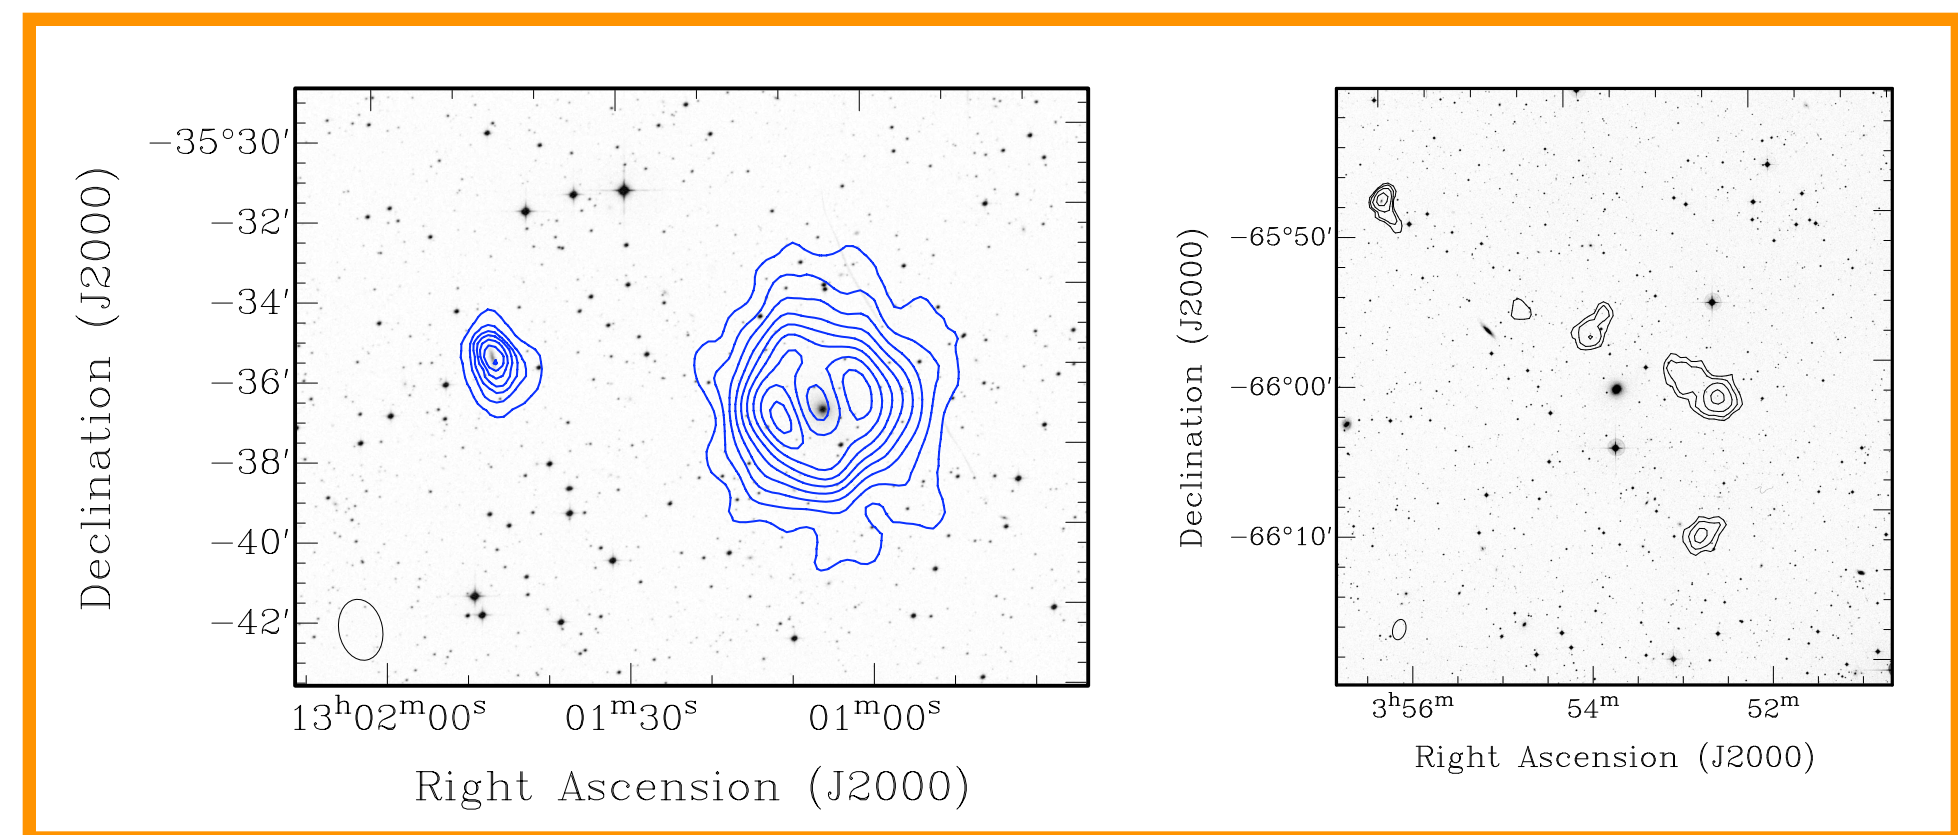 Declination (J2000)
−35°30′
−32′
−34′
−36′
−38′
−40′
−42′
13ʰ02ᵐ00ˢ 01ᵐ30ˢ 01ᵐ00ˢ
Right Ascension (J2000)
Declination (J2000)
−65°50′
−66°00′
−66°10′
3ʰ56ᵐ 54ᵐ 52ᵐ
Right Ascension (J2000)